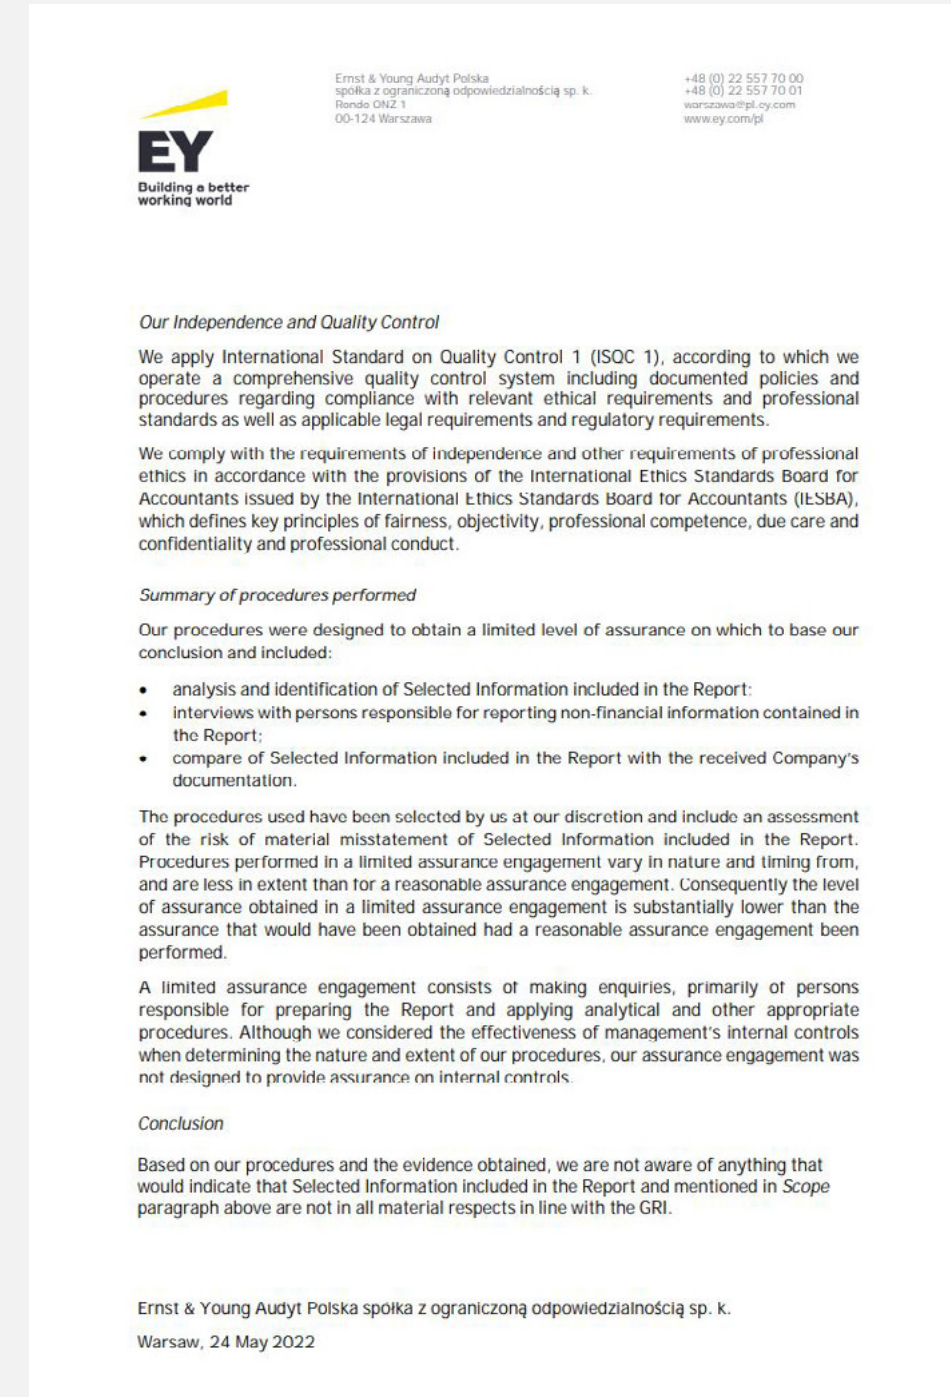 Ernst & Young Audyt Polska
spółka z ograniczoną odpowiedzialnością sp. k.
Rondo ONZ 1
00-124 Warszawa
+48 (0) 22 557 70 00
+48 (0) 22 557 70 01
warszawa@pl.ey.com
www.ey.com/pl
EY
Building a better
working world
Our Independence and Quality Control
We apply International Standard on Quality Control 1 (ISQC 1), according to which we
operate a comprehensive quality control system including documented policies and
procedures regarding compliance with relevant ethical requirements and professional
standards as well as applicable legal requirements and regulatory requirements.
We comply with the requirements of independence and other requirements of professional
ethics in accordance with the provisions of the International Ethics Standards Board for
Accountants issued by the International Ethics Standards Board for Accountants (IESBA),
which defines key principles of fairness, objectivity, professional competence, due care and
confidentiality and professional conduct.
Summary of procedures performed
Our procedures were designed to obtain a limited level of assurance on which to base our
conclusion and included:
• analysis and identification of Selected Information included in the Report;
• interviews with persons responsible for reporting non-financial information contained in
the Report;
• compare of Selected Information included in the Report with the received Company's
documentation.
The procedures used have been selected by us at our discretion and include an assessment
of the risk of material misstatement of Selected Information included in the Report.
Procedures performed in a limited assurance engagement vary in nature and timing from,
and are less in extent than for a reasonable assurance engagement. Consequently the level
of assurance obtained in a limited assurance engagement is substantially lower than the
assurance that would have been obtained had a reasonable assurance engagement been
performed.
A limited assurance engagement consists of making enquiries, primarily of persons
responsible for preparing the Report and applying analytical and other appropriate
procedures. Although we considered the effectiveness of management's internal controls
when determining the nature and extent of our procedures, our assurance engagement was
not designed to provide assurance on internal controls.
Conclusion
Based on our procedures and the evidence obtained, we are not aware of anything that
would indicate that Selected Information included in the Report and mentioned in Scope
paragraph above are not in all material respects in line with the GRI.
Ernst & Young Audyt Polska spółka z ograniczoną odpowiedzialnością sp. k.
Warsaw, 24 May 2022